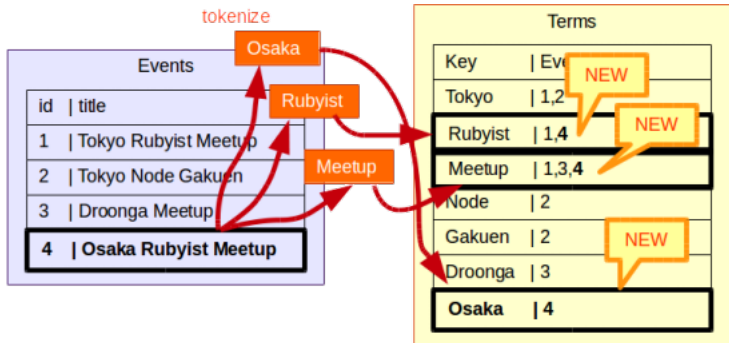 tokenize
Osaka
Rubyist
Meetup
Events
id | title
1 | Tokyo Rubyist Meetup
2 | Tokyo Node Gakuen
3 | Droonga Meetup
4 | Osaka Rubyist Meetup
Terms
Key | Eve
Tokyo | 1,2
Rubyist | 1,4
Meetup | 1,3,4
Node | 2
Gakuen | 2
Droonga | 3
Osaka | 4
NEW
NEW
NEW